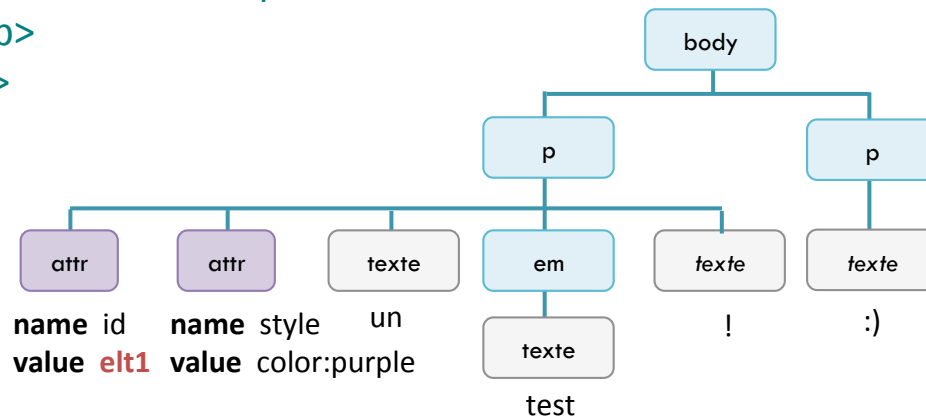 p>
>
body
p
p
attr
attr
texte
em
texte
texte
name id
name style
un
!
:)
value elt1
value color:purple
texte
test